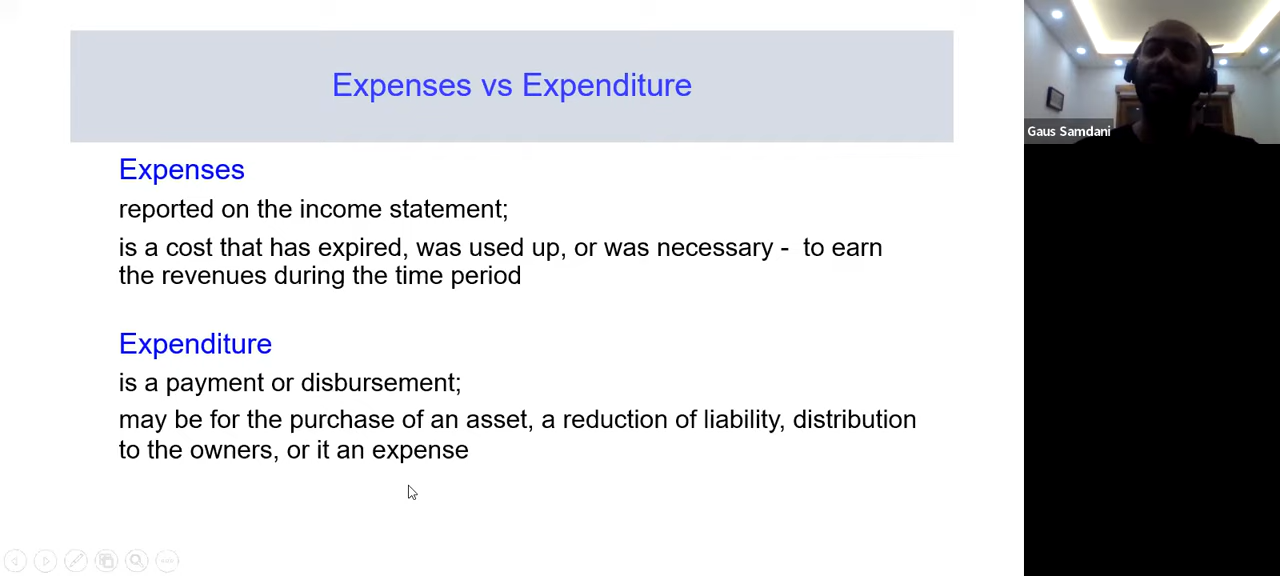 Expenses vs Expenditure
Gaus Samdani
Expenses
reported on the income statement;
is a cost that has expired, was used up, or was necessary -  to earn
the revenues during the time period
Expenditure
is a payment or disbursement;
may be for the purchase of an asset, a reduction of liability, distribution
to the owners, or it an expense